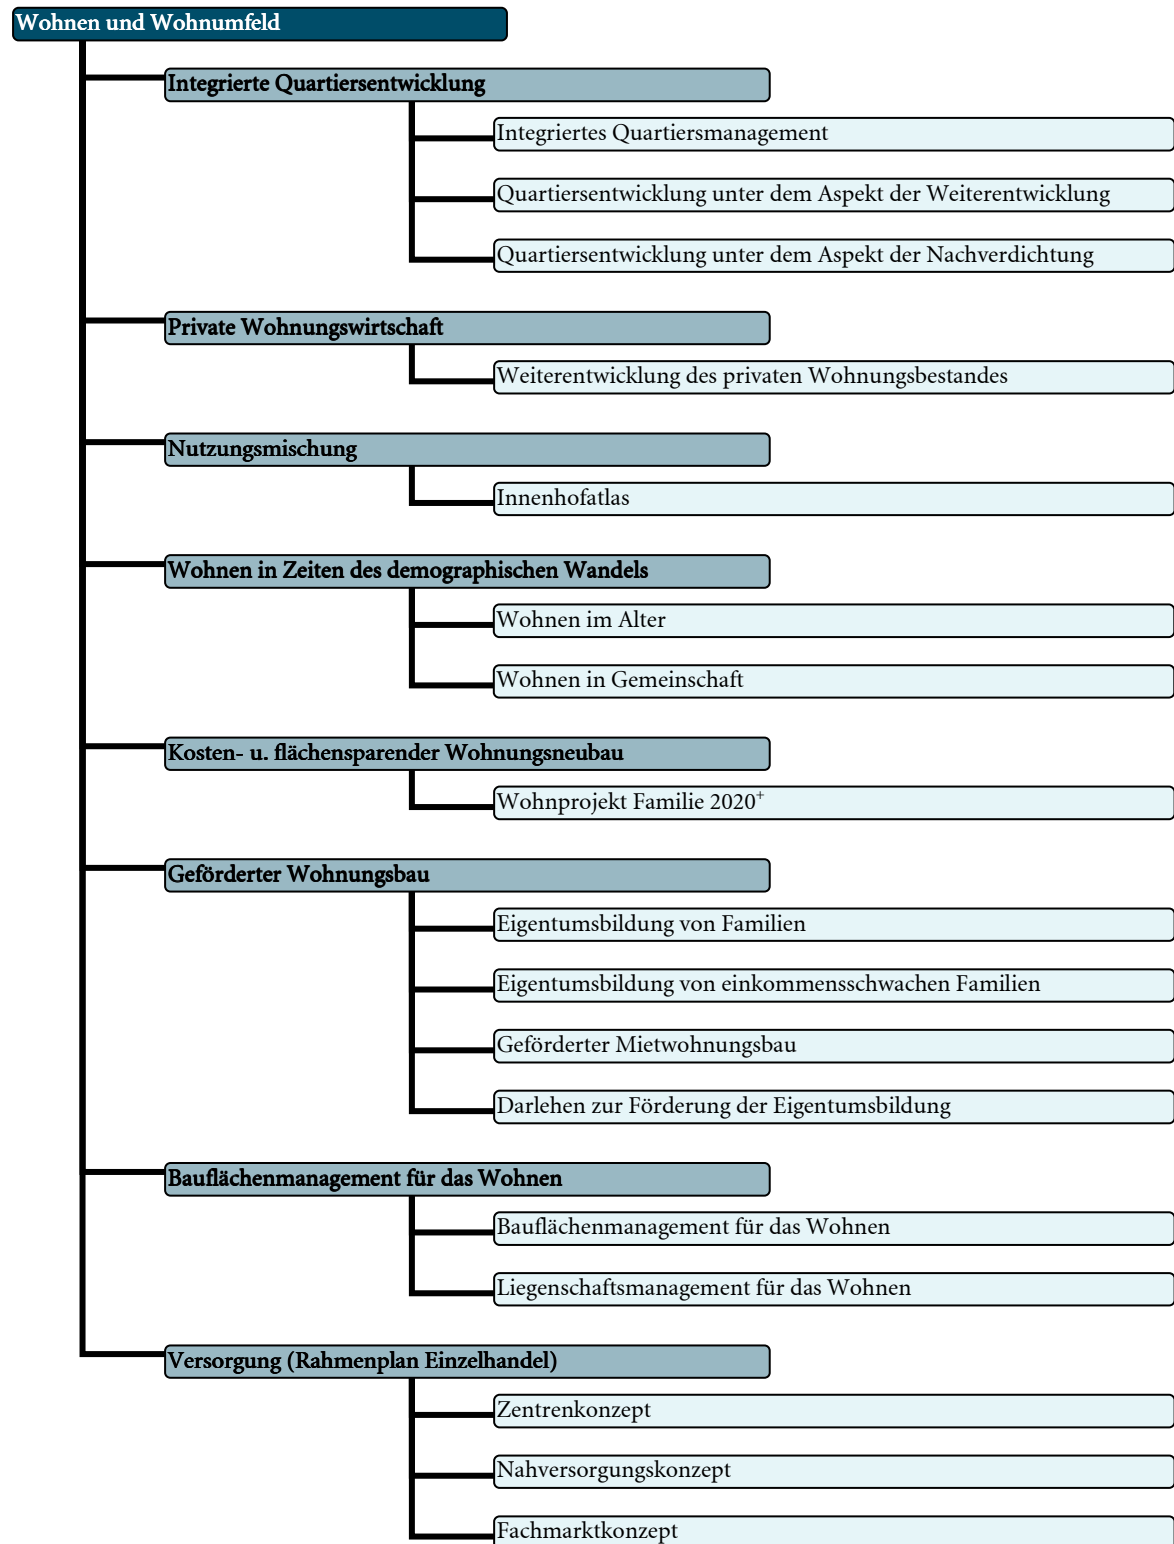 Wohnen und Wohnumfeld
Integrierte Quartiersentwicklung
Integriertes Quartiersmanagement
Quartiersentwicklung unter dem Aspekt der Weiterentwicklung
Quartiersentwicklung unter dem Aspekt der Nachverdichtung
Private Wohnungswirtschaft
Weiterentwicklung des privaten Wohnungsbestandes
Nutzungsmischung
Innenhofatlas
Wohnen in Zeiten des demographischen Wandels
Wohnen im Alter
Wohnen in Gemeinschaft
Kosten- u. flächensparender Wohnungsneubau
Wohnprojekt Familie 2020⁺
Geförderter Wohnungsbau
Eigentumsbildung von Familien
Eigentumsbildung von einkommensschwachen Familien
Geförderter Mietwohnungsbau
Darlehen zur Förderung der Eigentumsbildung
Bauflächenmanagement für das Wohnen
Bauflächenmanagement für das Wohnen
Liegenschaftsmanagement für das Wohnen
Versorgung (Rahmenplan Einzelhandel)
Zentrenkonzept
Nahversorgungskonzept
Fachmarktkonzept